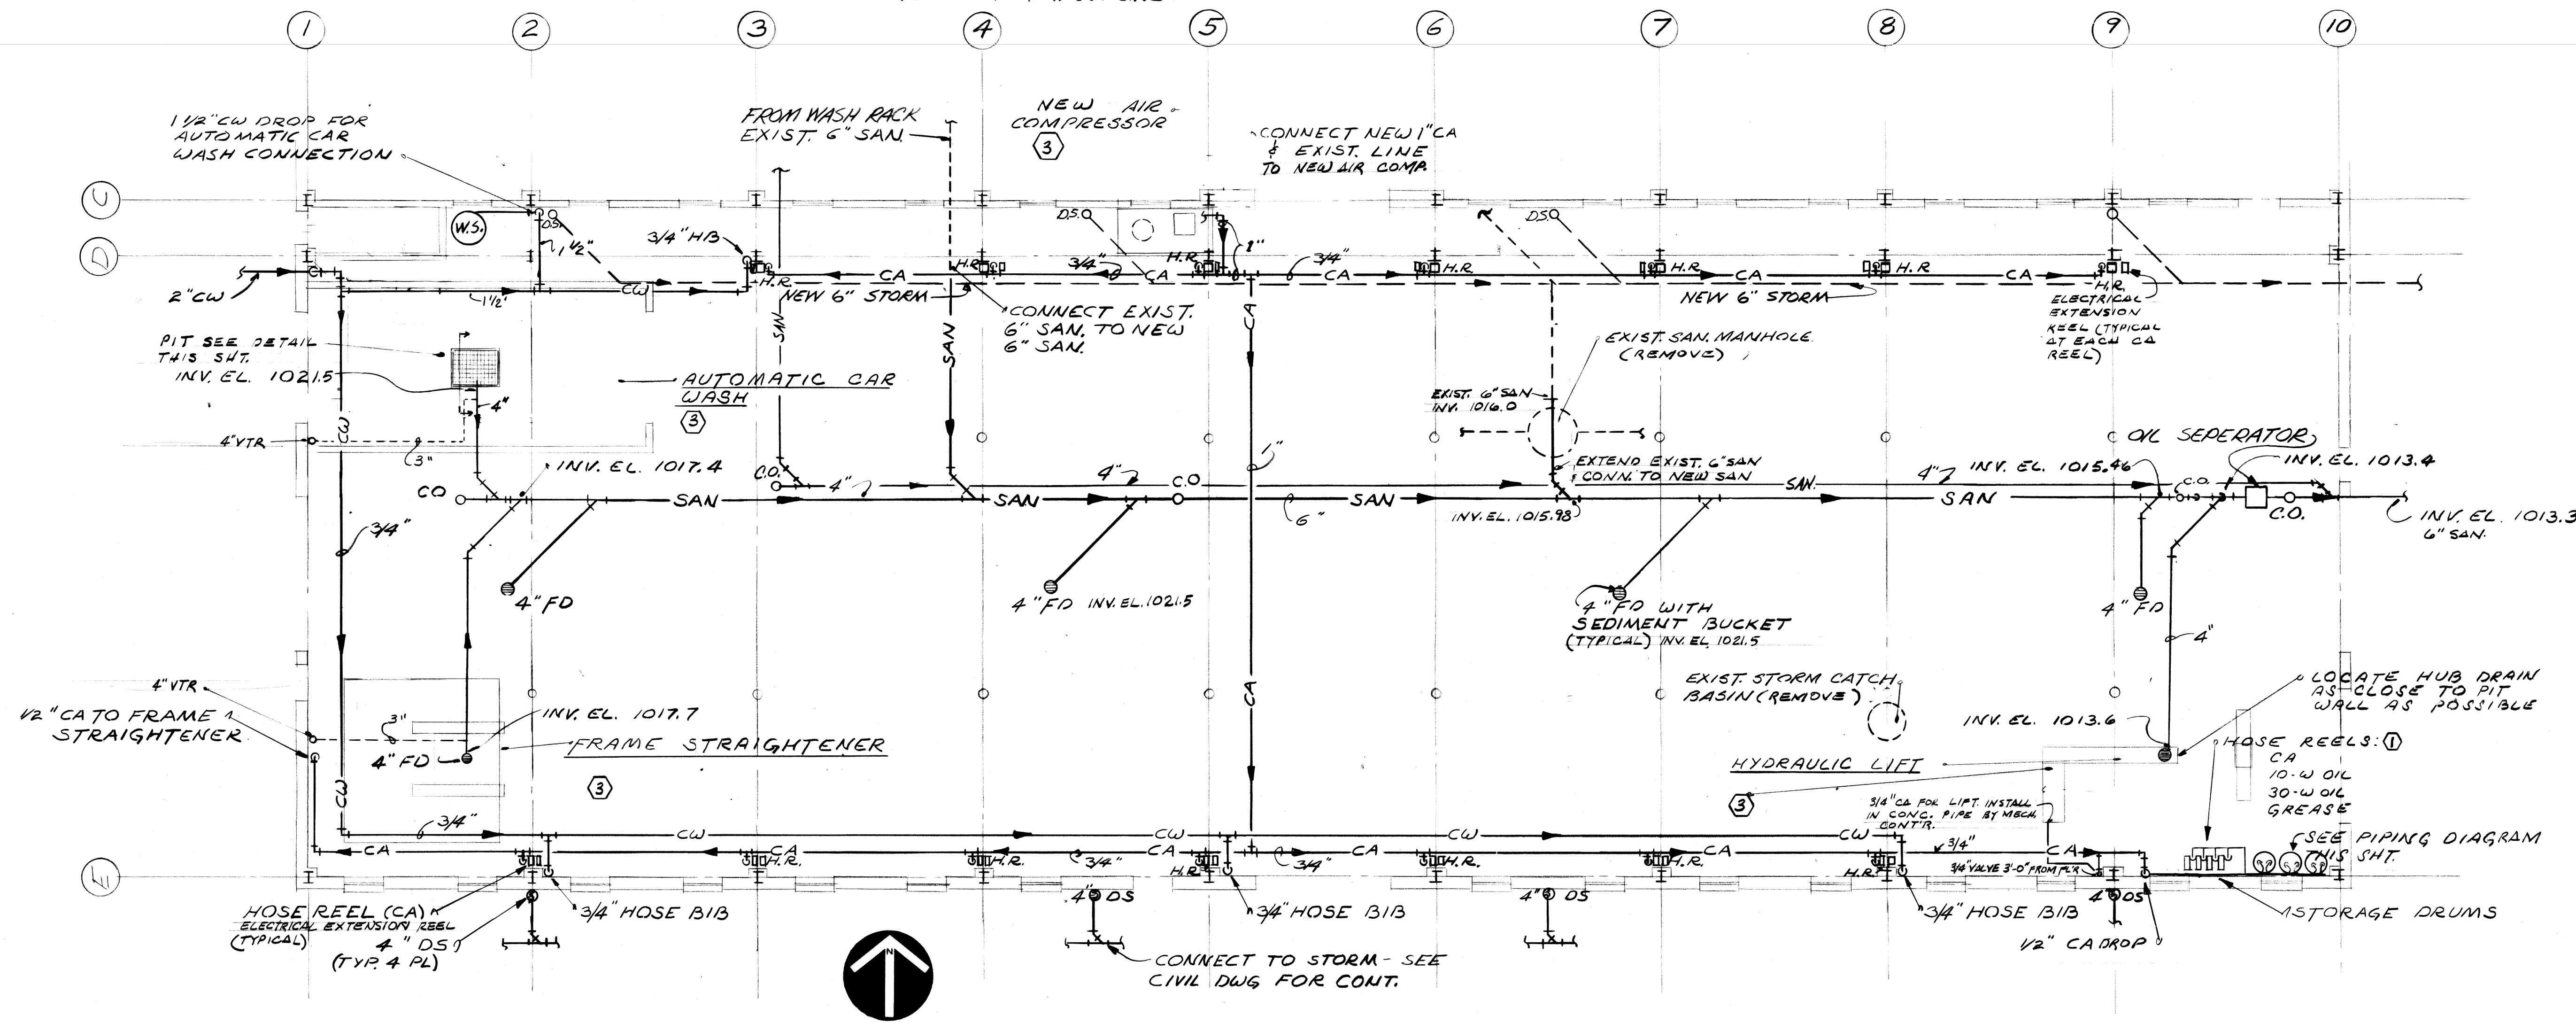 1
2
3
4
5
6
7
8
9
10
1 1/2" CW DROP FOR
AUTOMATIC CAR
WASH CONNECTION
FROM WASH RACK
EXIST. 6" SAN.
NEW AIR
COMPRESSOR
3
CONNECT NEW 1" CA
& EXIST. LINE
TO NEW AIR COMP.
W.S.
D.S.
1 1/2"
3/4" HB
D.S.
D.S.
2" CW
1 1/2"
CW
H.R.
CA
H.R.
3/4"
CA
H.R.
1"
3/4"
CA
H.R.
H.R.
CA
H.R.
CA
H.R.
NEW 6" STORM
NEW 6" STORM
ELECTRICAL
EXTENSION
REEL (TYPICAL
AT EACH CA
REEL)
CONNECT EXIST.
6" SAN. TO NEW
6" SAN.
PIT SEE DETAIL
THIS SHT.
INV. EL. 1021.5
4"
SAN
SAN
CA
EXIST. SAN. MANHOLE
(REMOVE)
AUTOMATIC CAR
WASH
3
EXIST. 6" SAN
INV. 1016.0
4" VTR
CW
3"
INV. EL. 1017.4
C.O.
4"
4"
C.O
1"
EXTEND EXIST. 6" SAN
CONN. TO NEW SAN
OIL SEPERATOR
INV. EL. 1013.4
4"
INV. EL. 1015.46
CO
SAN
SAN
SAN
SAN.
SAN
C.O.
C.O.
6"
INV. EL. 1015.98
INV. EL. 1013.3
6" SAN.
3/4"
4" FD
4" FD INV. EL. 1021.5
4" FD WITH
SEDIMENT BUCKET
(TYPICAL) INV. EL. 1021.5
4" FD
4"
4" VTR
1/2" CA TO FRAME
STRAIGHTENER
3"
INV. EL. 1017.7
4" FD
FRAME STRAIGHTENER
3
CA
EXIST. STORM CATCH
BASIN (REMOVE)
INV. EL. 1013.6
LOCATE HUB DRAIN
AS CLOSE TO PIT
WALL AS POSSIBLE
HOSE REELS: 1
CA
10-W OIL
30-W OIL
GREASE
HYDRAULIC LIFT
3
3/4" CA FOR LIFT. INSTALL
IN CONC. PIPE BY MECH.
CONT'R.
CW
3/4"
CW
CW
CW
CW
SEE PIPING DIAGRAM
THIS SHT.
CA
CA
CA
CA
CA
CA
3/4"
CA
H.R.
H.R.
3/4"
H.R.
3/4"
H.R.
H.R.
H.R.
3/4" VALVE 3'-0" FROM FL'R
HOSE REEL (CA)
ELECTRICAL EXTENSION REEL
(TYPICAL)
4" DS
(TYP. 4 PL)
3/4" HOSE BIB
4" DS
3/4" HOSE BIB
4" DS
3/4" HOSE BIB
4" DS
STORAGE DRUMS
1/2" CA DROP
N
CONNECT TO STORM - SEE
CIVIL DWG FOR CONT.